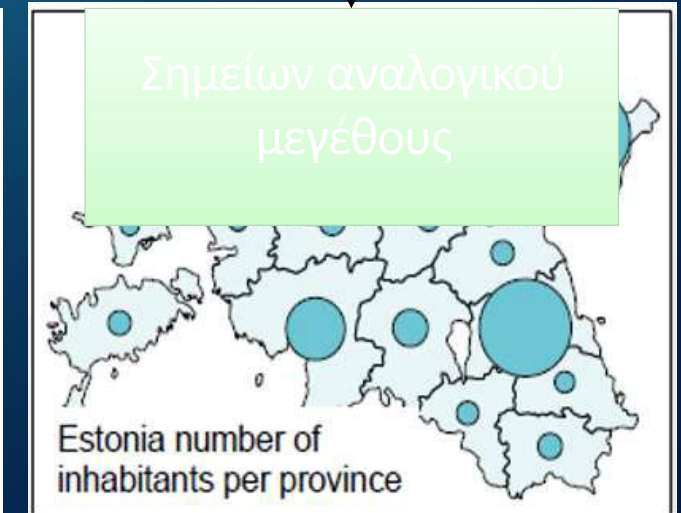 Σημείων αναλογικού
μεγέθους
Estonia number of
inhabitants per province